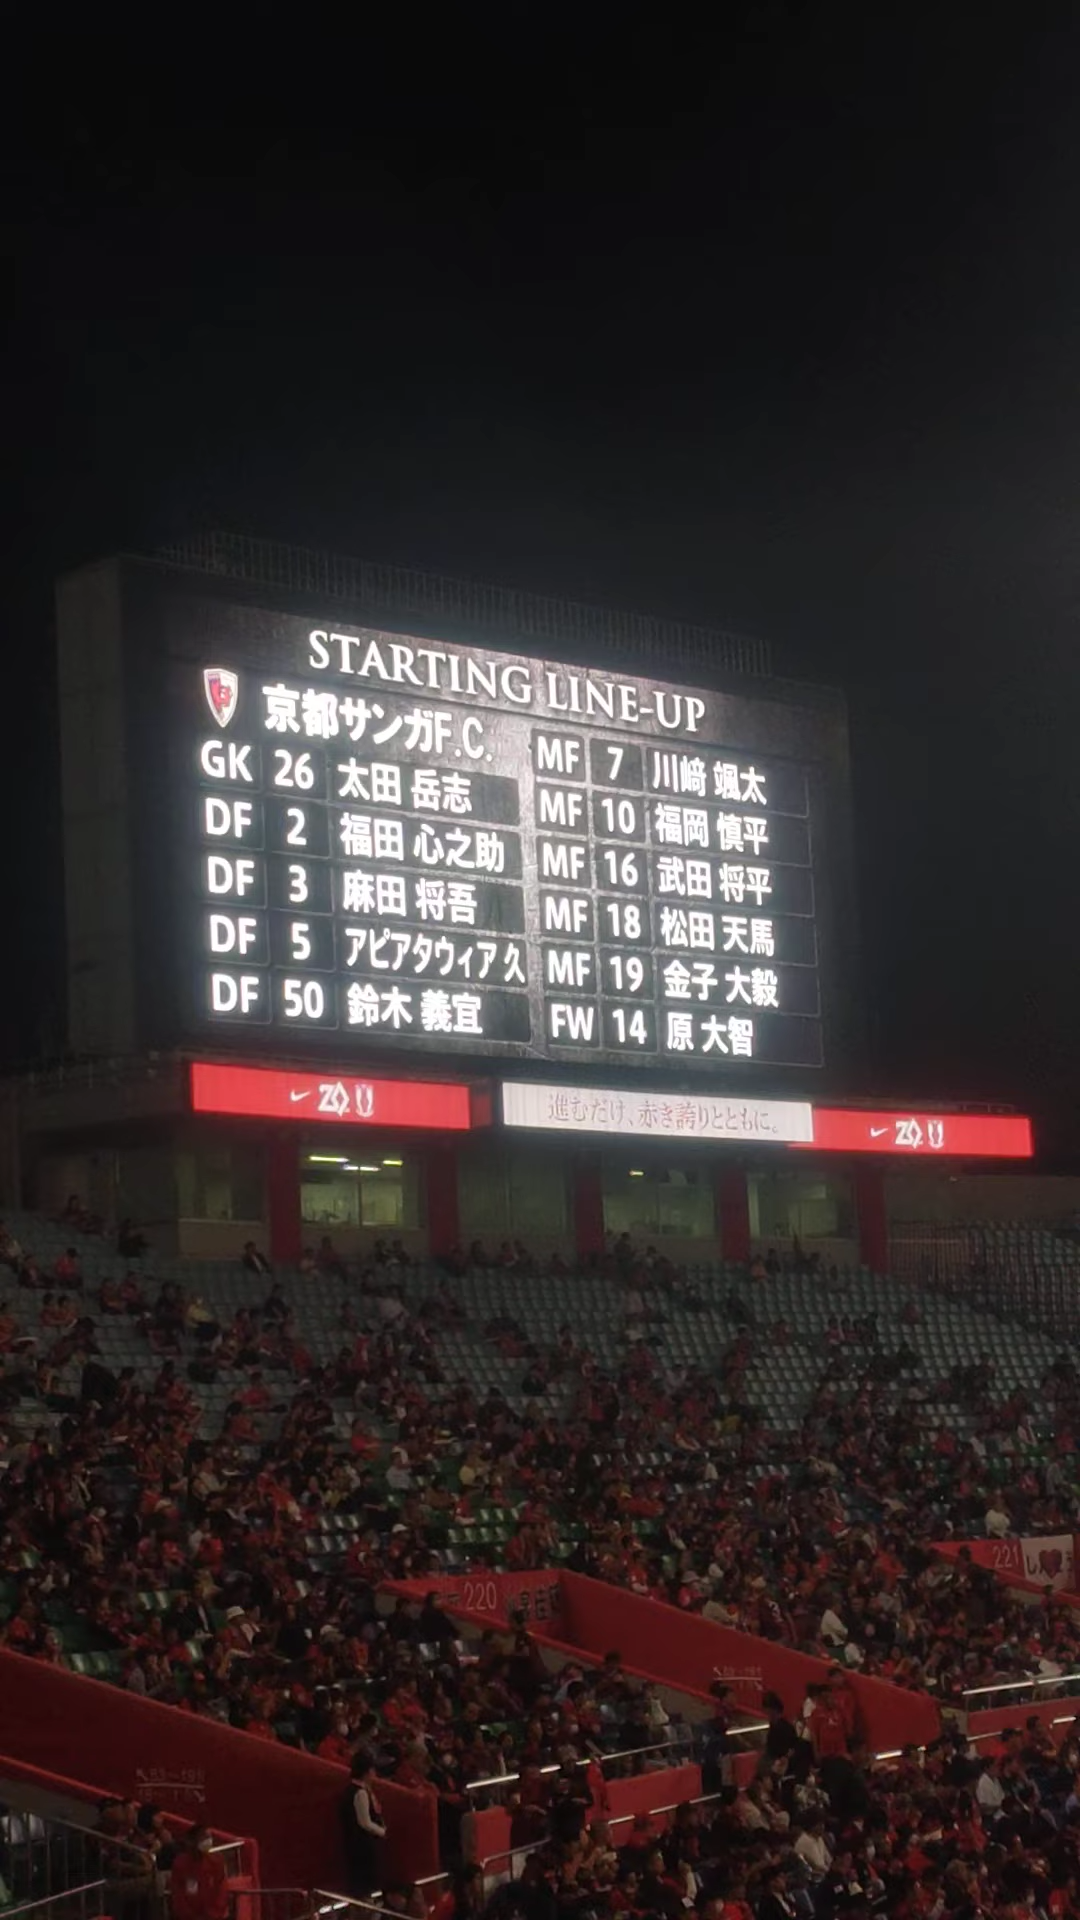 STARTING LINE-UP
京都サンガF.C.
GK 26 太田 岳志
DF 2 福田 心之助
DF 3 麻田 将吾
DF 5 アピアタウィア 久
DF 50 鈴木 義宜
MF 7 川﨑 颯太
MF 10 福岡 慎平
MF 16 武田 将平
MF 18 松田 天馬
MF 19 金子 大毅
FW 14 原 大智
進むだけ、赤き誇りとともに。
220
221